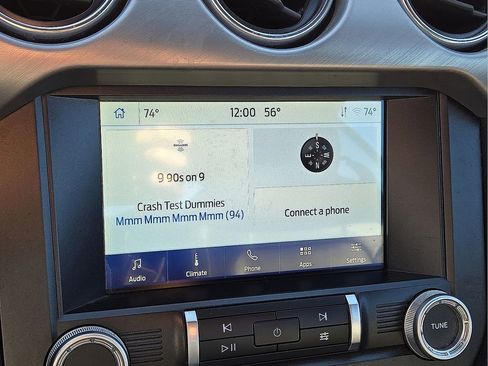 74° 12:00 56° 74°
9 90s on 9
Crash Test Dummies
Mmm Mmm Mmm Mmm (94)
S
E W
N
Connect a phone
Audio Climate Phone Apps Settings
TUNE